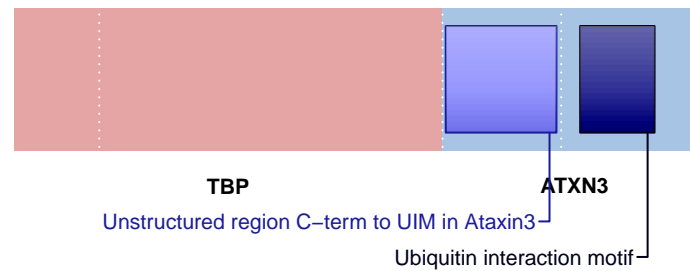 TBP ATXN3
Unstructured region C−term to UIM in Ataxin3
Ubiquitin interaction motif